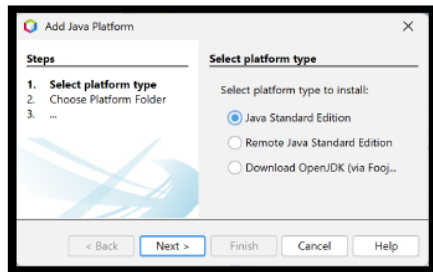 Add Java Platform
Steps
1. Select platform type
2. Choose Platform Folder
3. ...
Select platform type
Select platform type to install:
Java Standard Edition
Remote Java Standard Edition
Download OpenJDK (via Fooj...
< Back Next > Finish Cancel Help